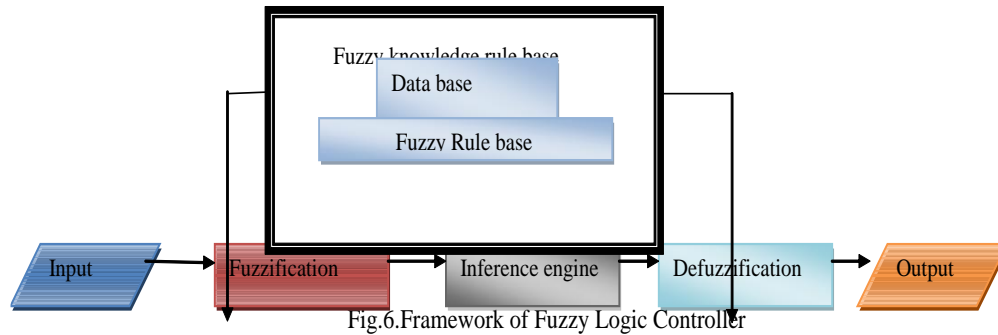 Fuzzy knowledge rule base
Data base
Fuzzy Rule base
Input
Fuzzification
Inference engine
Defuzzification
Output
Fig.6.Framework of Fuzzy Logic Controller